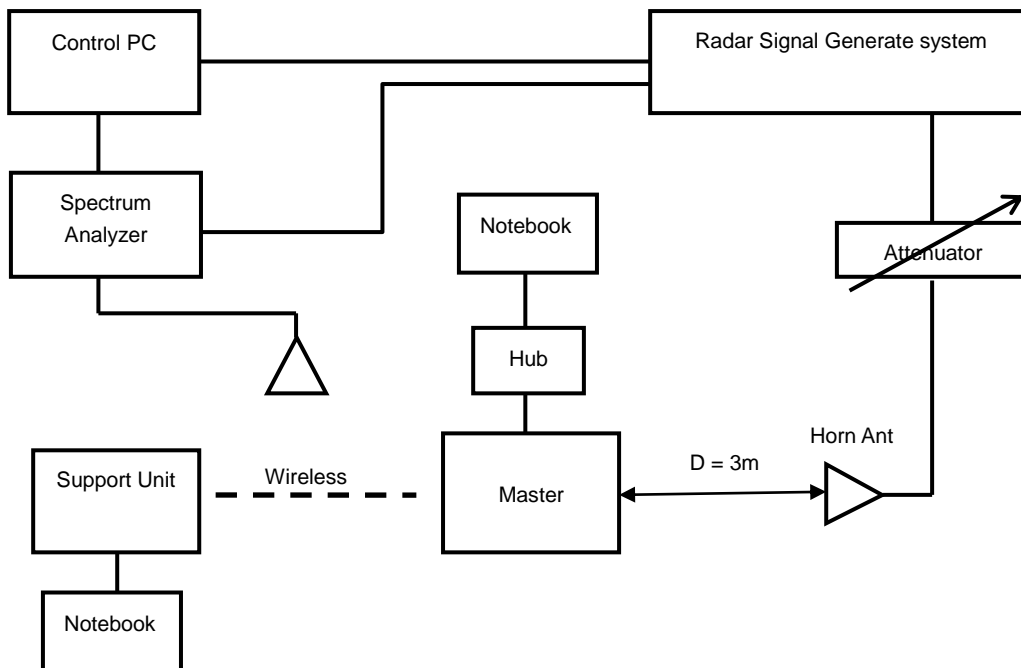 Control PC
Radar Signal Generate system
Spectrum
Analyzer
Notebook
Attenuator
Hub
Horn Ant
D = 3m
Support Unit
Wireless
Master
Notebook